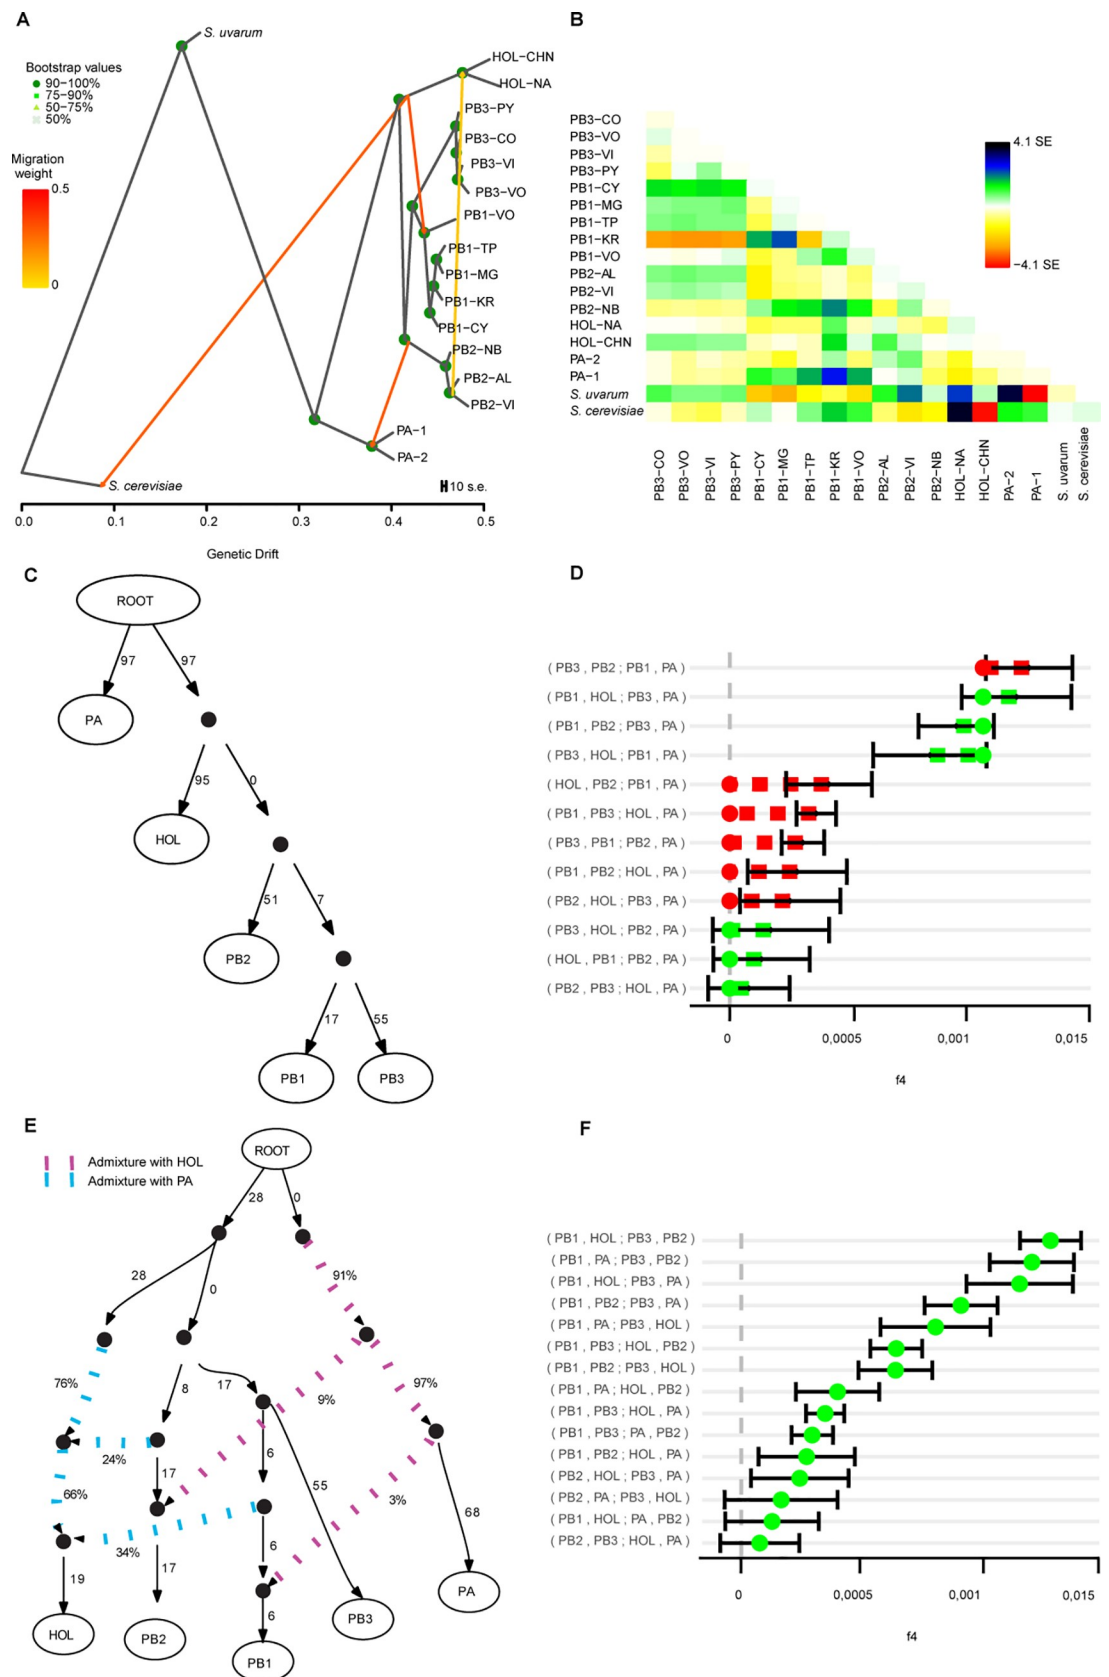 A
S. uvarum
Bootstrap values
90–100%
75–90%
50–75%
50%
Migration
weight
0.5
0
HOL–CHN
HOL–NA
PB3–PY
PB3–CO
PB3–VI
PB3–VO
PB1–VO
PB1–TP
PB1–MG
PB1–KR
PB1–CY
PB2–NB
PB2–AL
PB2–VI
PA–1
PA–2
S. cerevisiae
10 s.e.
0.0 0.1 0.2 0.3 0.4 0.5
Genetic Drift
B
PB3–CO
PB3–VO
PB3–VI
PB3–PY
PB1–CY
PB1–MG
PB1–TP
PB1–KR
PB1–VO
PB2–AL
PB2–VI
PB2–NB
HOL–NA
HOL–CHN
PA–2
PA–1
S. uvarum
S. cerevisiae
4.1 SE
−4.1 SE
PB3–CO
PB3–VO
PB3–VI
PB3–PY
PB1–CY
PB1–MG
PB1–TP
PB1–KR
PB1–VO
PB2–AL
PB2–VI
PB2–NB
HOL–NA
HOL–CHN
PA–2
PA–1
S. uvarum
S. cerevisiae
C
ROOT
97 97
PA
95 0
HOL
51 7
PB2
17 55
PB1 PB3
D
( PB3 , PB2 ; PB1 , PA )
( PB1 , HOL ; PB3 , PA )
( PB1 , PB2 ; PB3 , PA )
( PB3 , HOL ; PB1 , PA )
( HOL , PB2 ; PB1 , PA )
( PB1 , PB3 ; HOL , PA )
( PB3 , PB1 ; PB2 , PA )
( PB1 , PB2 ; HOL , PA )
( PB2 , HOL ; PB3 , PA )
( PB3 , HOL ; PB2 , PA )
( HOL , PB1 ; PB2 , PA )
( PB2 , PB3 ; HOL , PA )
0 0,0005 0,001 0,015
f4
E
Admixture with HOL
Admixture with PA
ROOT
28 0
28 0 91%
76% 8 17 9% 97%
24% 17 6
66% 55 3% 68
34% 17 6
19 6
HOL PB2 PB1 PB3 PA
F
( PB1 , HOL ; PB3 , PB2 )
( PB1 , PA ; PB3 , PB2 )
( PB1 , HOL ; PB3 , PA )
( PB1 , PB2 ; PB3 , PA )
( PB1 , PA ; PB3 , HOL )
( PB1 , PB3 ; HOL , PB2 )
( PB1 , PB2 ; PB3 , HOL )
( PB1 , PA ; HOL , PB2 )
( PB1 , PB3 ; HOL , PA )
( PB1 , PB3 ; PA , PB2 )
( PB1 , PB2 ; HOL , PA )
( PB2 , HOL ; PB3 , PA )
( PB2 , PA ; PB3 , HOL )
( PB1 , HOL ; PA , PB2 )
( PB2 , PB3 ; HOL , PA )
0 0,0005 0,001 0,015
f4